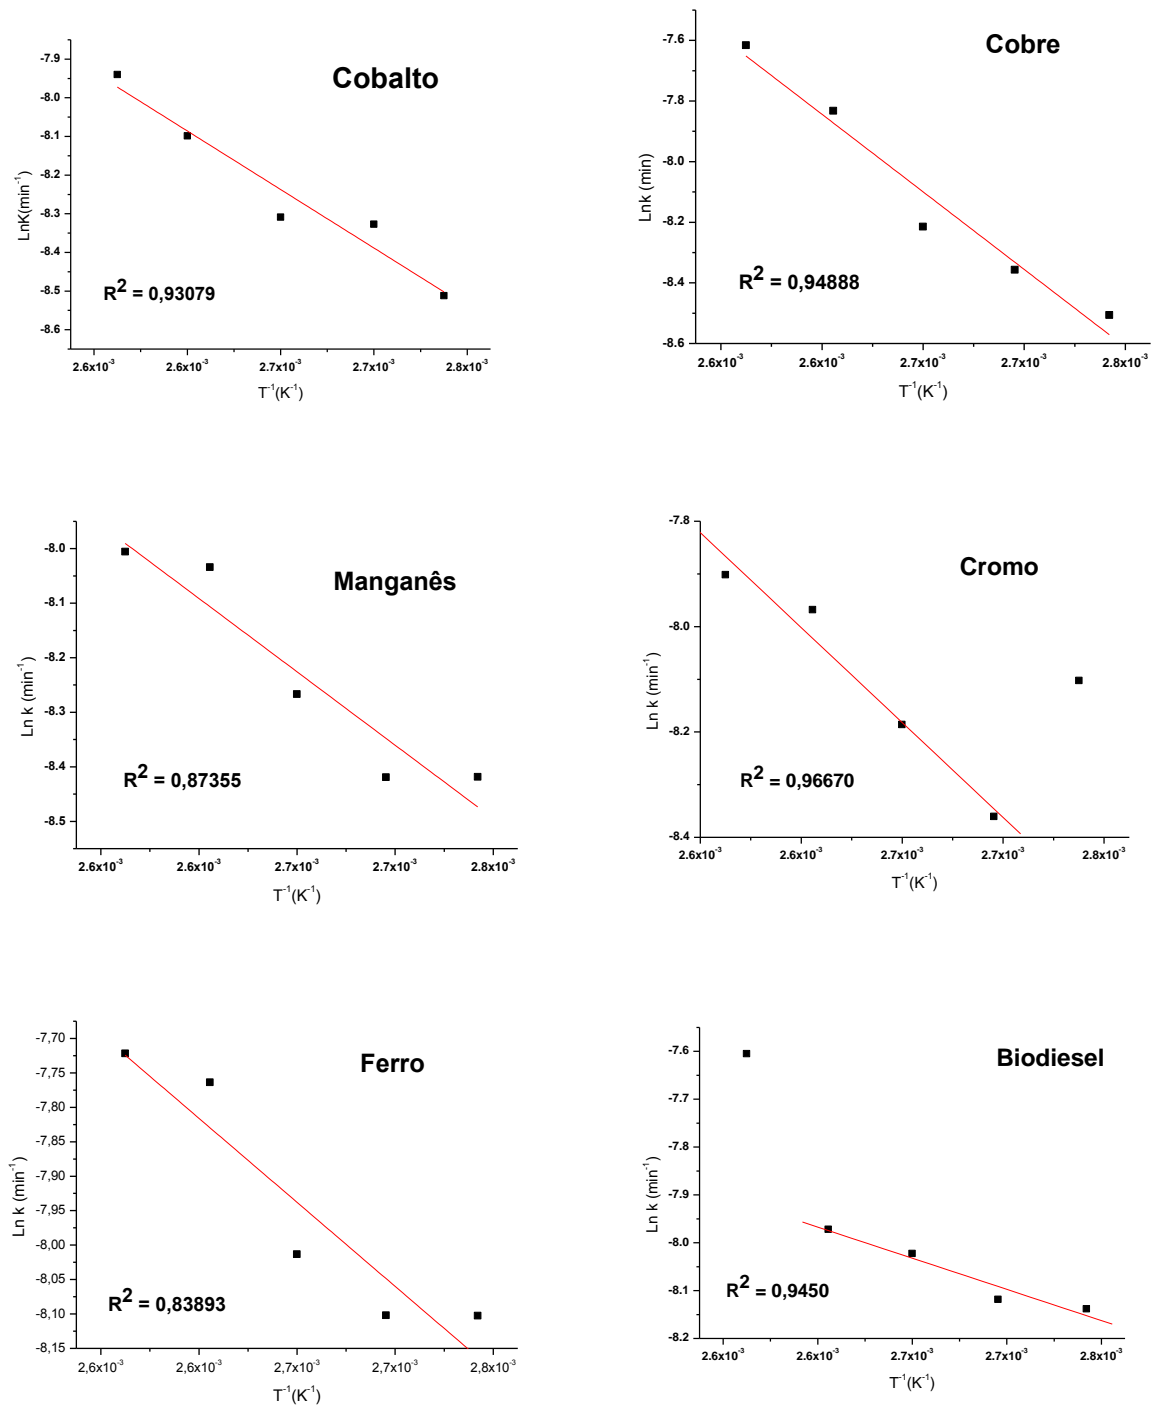 Cobalto
-7.9
-8.0
-8.1
-8.2
-8.3
-8.4
-8.5
-8.6
LnK(min⁻¹)
R² = 0,93079
2.6x10⁻³ 2.6x10⁻³ 2.7x10⁻³ 2.7x10⁻³ 2.8x10⁻³
T⁻¹(K⁻¹)
Cobre
-7.6
-7.8
-8.0
-8.2
-8.4
-8.6
Lnk (min)
R² = 0,94888
2.6x10⁻³ 2.6x10⁻³ 2.7x10⁻³ 2.7x10⁻³ 2.8x10⁻³
T⁻¹(K⁻¹)
Manganês
-8.0
-8.1
-8.2
-8.3
-8.4
-8.5
Ln k (min⁻¹)
R² = 0,87355
2.6x10⁻³ 2.6x10⁻³ 2.7x10⁻³ 2.7x10⁻³ 2.8x10⁻³
T⁻¹(K⁻¹)
Cromo
-7.8
-8.0
-8.2
-8.4
Ln k (min⁻¹)
R² = 0,96670
2.6x10⁻³ 2.6x10⁻³ 2.7x10⁻³ 2.7x10⁻³ 2.8x10⁻³
T⁻¹(K⁻¹)
Ferro
-7,70
-7,75
-7,80
-7,85
-7,90
-7,95
-8,00
-8,05
-8,10
-8,15
Ln k (min⁻¹)
R² = 0,83893
2,6x10⁻³ 2,6x10⁻³ 2,7x10⁻³ 2,7x10⁻³ 2,8x10⁻³
T⁻¹(K⁻¹)
Biodiesel
-7.6
-7.7
-7.8
-7.9
-8.0
-8.1
-8.2
Ln k (min⁻¹)
R² = 0,9450
2.6x10⁻³ 2.6x10⁻³ 2.7x10⁻³ 2.7x10⁻³ 2.8x10⁻³
T⁻¹(K⁻¹)